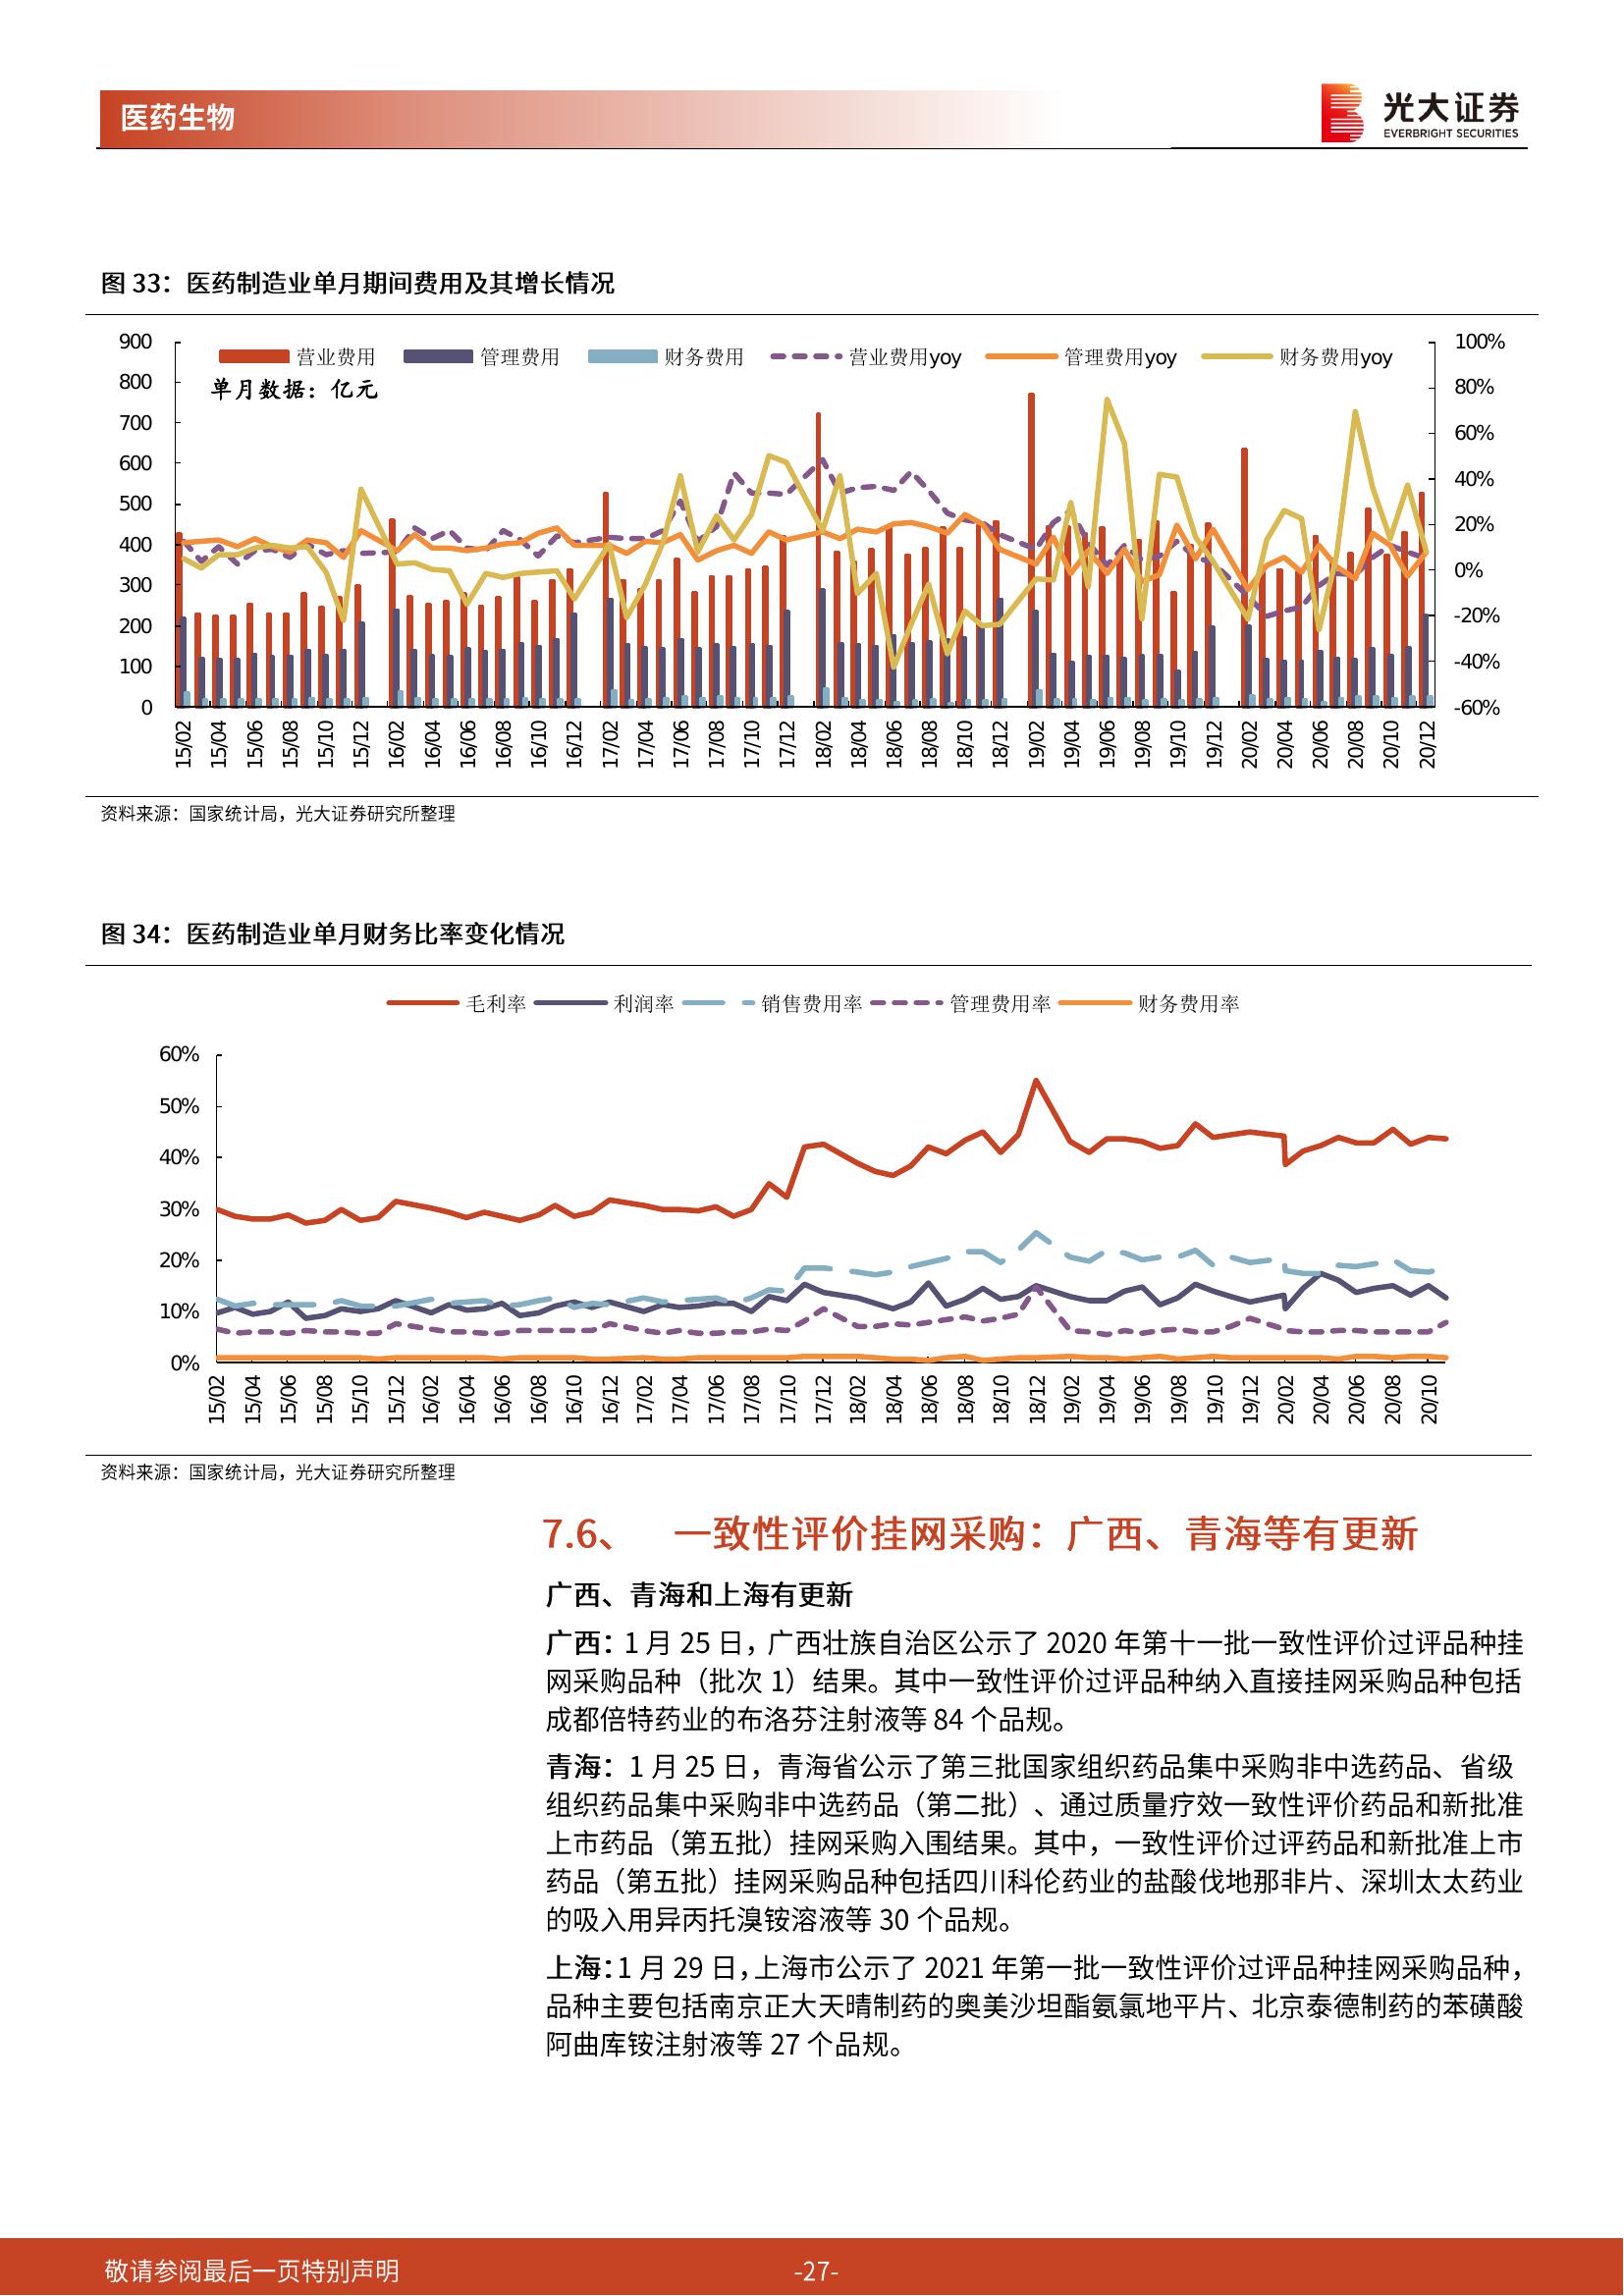 医药生物
光大证券
EVERBRIGHT SECURITIES
图 33：医药制造业单月期间费用及其增长情况
营业费用 管理费用 财务费用 营业费用yoy 管理费用yoy 财务费用yoy
单月数据：亿元
900
800
700
600
500
400
300
200
100
0
100%
80%
60%
40%
20%
0%
-20%
-40%
-60%
15/02 15/04 15/06 15/08 15/10 15/12 16/02 16/04 16/06 16/08 16/10 16/12 17/02 17/04 17/06 17/08 17/10 17/12 18/02 18/04 18/06 18/08 18/10 18/12 19/02 19/04 19/06 19/08 19/10 19/12 20/02 20/04 20/06 20/08 20/10 20/12
资料来源：国家统计局，光大证券研究所整理
图 34：医药制造业单月财务比率变化情况
毛利率 利润率 销售费用率 管理费用率 财务费用率
60%
50%
40%
30%
20%
10%
0%
15/02 15/04 15/06 15/08 15/10 15/12 16/02 16/04 16/06 16/08 16/10 16/12 17/02 17/04 17/06 17/08 17/10 17/12 18/02 18/04 18/06 18/08 18/10 18/12 19/02 19/04 19/06 19/08 19/10 19/12 20/02 20/04 20/06 20/08 20/10
资料来源：国家统计局，光大证券研究所整理
7.6、 一致性评价挂网采购：广西、青海等有更新
广西、青海和上海有更新
广西：1 月 25 日，广西壮族自治区公示了 2020 年第十一批一致性评价过评品种挂
网采购品种（批次 1）结果。其中一致性评价过评品种纳入直接挂网采购品种包括
成都倍特药业的布洛芬注射液等 84 个品规。
青海：1 月 25 日，青海省公示了第三批国家组织药品集中采购非中选药品、省级
组织药品集中采购非中选药品（第二批）、通过质量疗效一致性评价药品和新批准
上市药品（第五批）挂网采购入围结果。其中，一致性评价过评药品和新批准上市
药品（第五批）挂网采购品种包括四川科伦药业的盐酸伐地那非片、深圳太太药业
的吸入用异丙托溴铵溶液等 30 个品规。
上海：1 月 29 日，上海市公示了 2021 年第一批一致性评价过评品种挂网采购品种，
品种主要包括南京正大天晴制药的奥美沙坦酯氨氯地平片、北京泰德制药的苯磺酸
阿曲库铵注射液等 27 个品规。
敬请参阅最后一页特别声明
-27-